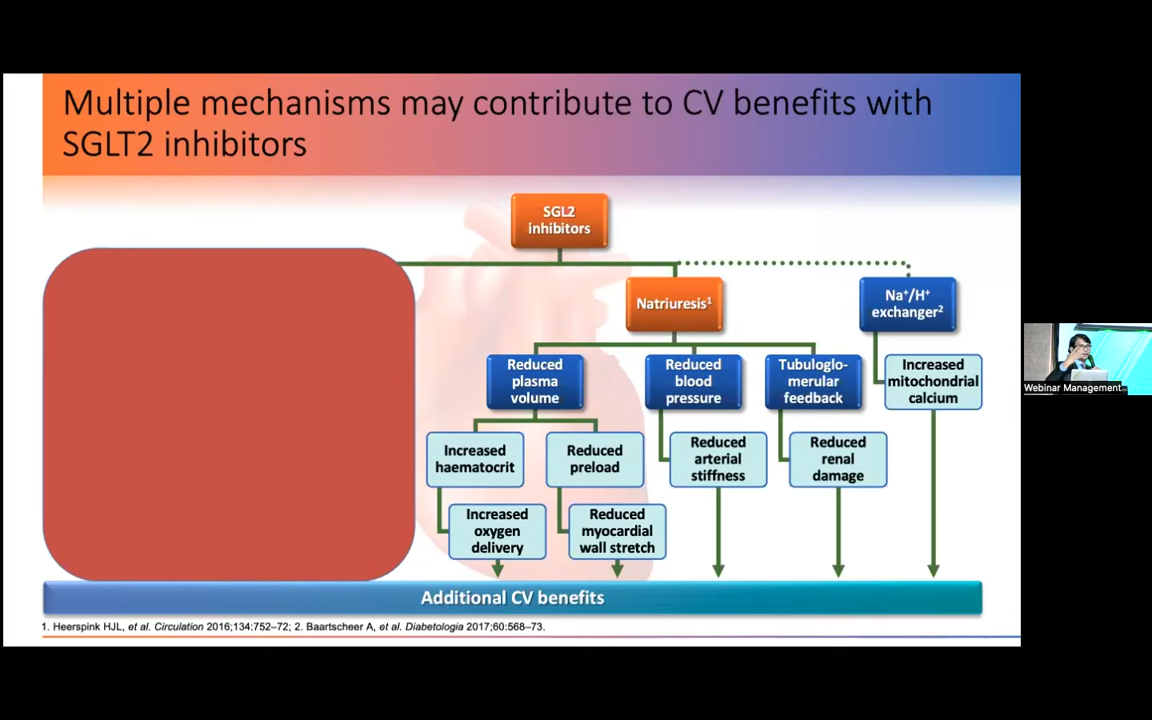 Multiple mechanisms may contribute to CV benefits with
SGLT2 inhibitors
SGL2
inhibitors
Natriuresis¹
Na⁺/H⁺
exchanger²
Reduced
plasma
volume
Reduced
blood
pressure
Tubuloglo-
merular
feedback
Increased
mitochondrial
calcium
Increased
haematocrit
Reduced
preload
Reduced
arterial
stiffness
Reduced
renal
damage
Increased
oxygen
delivery
Reduced
myocardial
wall stretch
Additional CV benefits
1. Heerspink HJL, et al. Circulation 2016;134:752–72; 2. Baartscheer A, et al. Diabetologia 2017;60:568–73.
Webinar Management...